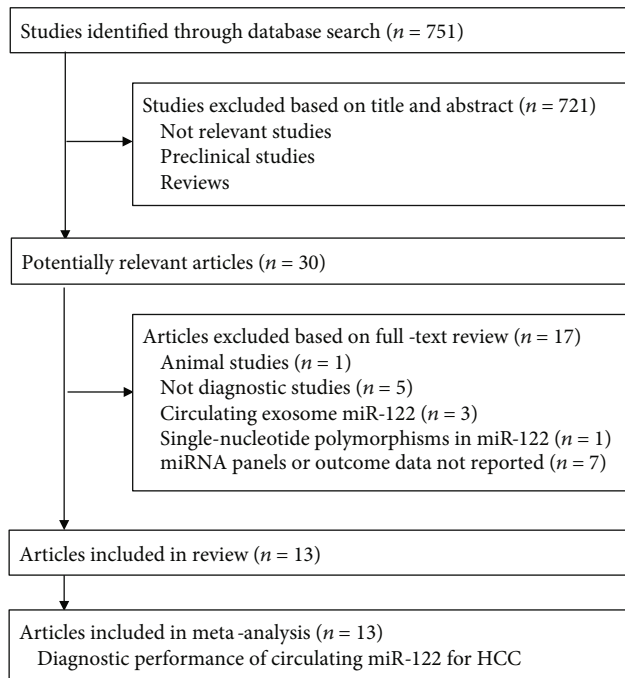 Studies identified through database search (n = 751)
Studies excluded based on title and abstract (n = 721)
Not relevant studies
Preclinical studies
Reviews
Potentially relevant articles (n = 30)
Articles excluded based on full -text review (n = 17)
Animal studies (n = 1)
Not diagnostic studies (n = 5)
Circulating exosome miR-122 (n = 3)
Single-nucleotide polymorphisms in miR-122 (n = 1)
miRNA panels or outcome data not reported (n = 7)
Articles included in review (n = 13)
Articles included in meta -analysis (n = 13)
Diagnostic performance of circulating miR-122 for HCC